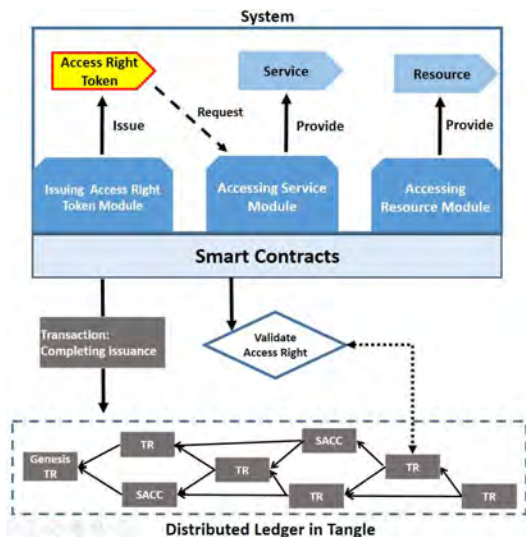 System
Access Right
Token
Service
Resource
Issue
Request
Provide
Provide
Issuing Access Right
Token Module
Accessing Service
Module
Accessing
Resource Module
Smart Contracts
Transaction:
Completing issuance
Validate
Access Right
TR
SACC
Genesis
TR
TR
TR
SACC
TR
TR
Distributed Ledger in Tangle